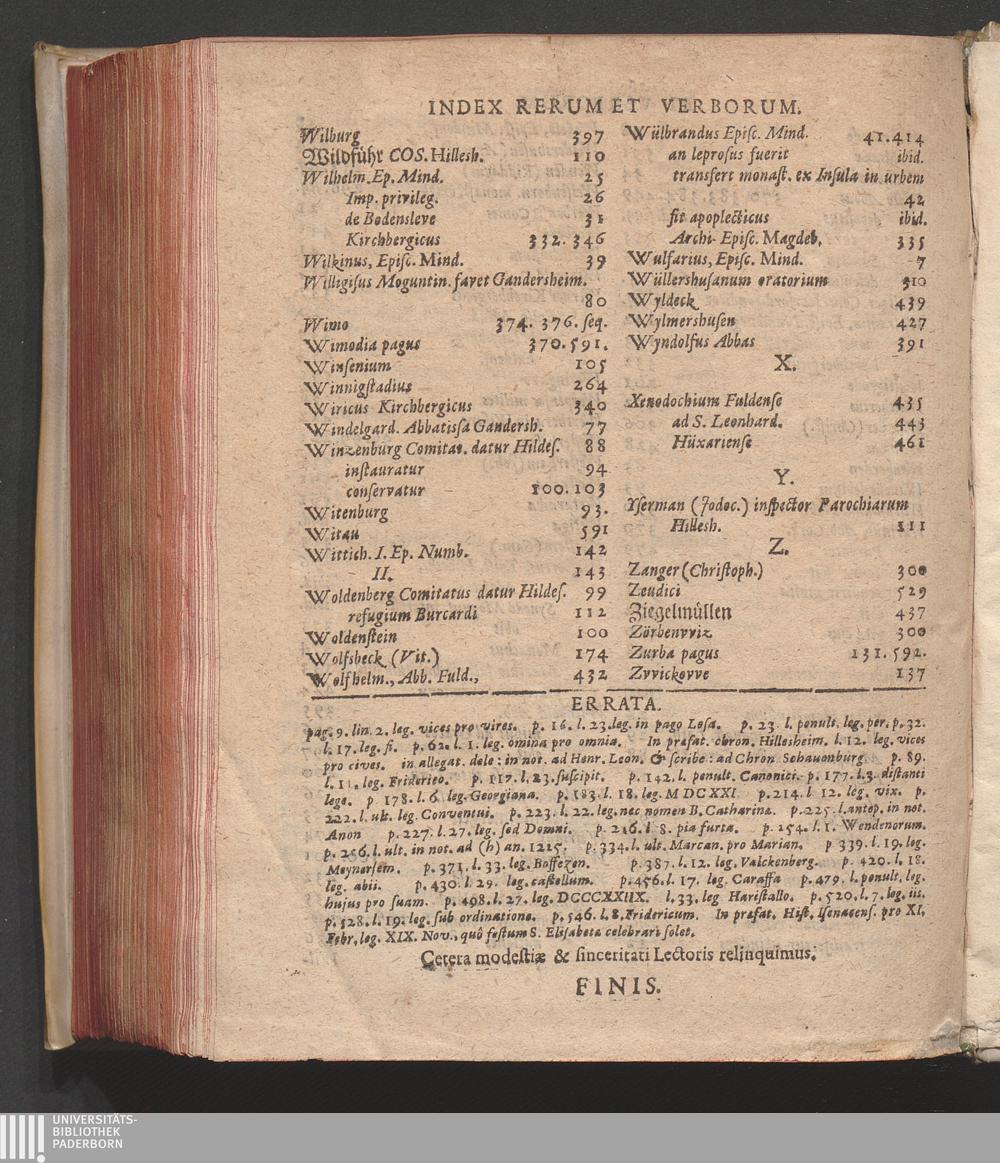 INDEX RERUM ET VERBORUM.
Wilburg 397
Wildführ COS. Hillesh. 110
Wilhelm. Ep. Mind. 25
Imp. privileg. 26
de Bodensleve 31
Kirchbergicus 332. 346
Wilkinus, Episc. Mind. 39
Willigisus Moguntin. favet Gandersheim.
80
Wimo 374. 376. seq.
Wimodia pagus 370. 591.
Winsenium 105
Winnigstadius 264
Wiricus Kirchbergicus 340
Windelgard. Abbatissa Gandersh. 77
Winzenburg Comitat. datur Hildes. 88
instauratur 94
conservatur 100. 103
Witenburg 93.
Witau 591
Wittich. I. Ep. Numb. 142
II. 143
Woldenberg Comitatus datur Hildes. 99
refugium Burcardi 112
Woldenstein 100
Wolfsbeck (Vit.) 174
Wolfhelm., Abb. Fuld., 432
Wülbrandus Episc. Mind. 41. 414
an leprosus fuerit ibid.
transfert monast. ex Insula in urbem
42
fit apoplecticus ibid.
Archi-Episc. Magdeb. 335
Wulfarius, Episc. Mind. 7
Wüllershusanum oratorium 510
Wyldeck 439
Wylmershusen 427
Wyndolfus Abbas 391
X.
Xenodochium Fuldense 435
ad S. Leonhard. 443
Hüxariense 461
Y.
Yserman (Jodoc.) inspector Parochiarum
Hillesh. 111
Z.
Zanger (Christoph.) 300
Zeudici 529
Ziegelmüllen 437
Zörbenvviz 300
Zurba pagus 131. 592.
Zvvickovve 137
ERRATA.
pag. 9. lin. 2. leg. vices pro vires. p. 16. l. 23. leg. in pago Losa. p. 23. l. penult. leg. per. p. 32.
l. 17. leg. fi. p. 62. l. 1. leg. omina pro omnia. In præfat. chron. Hillesheim. l. 12. leg. vices
pro cives. in allegat. dele: in not. ad Henr. Leon. & scribe: ad Chron Schauonburg p. 89.
l. 11. leg. Friderico. p. 117. l. 23. suscipit. p. 142. l. penult. Canonici. p. 177. l. 3. distanti
lege. p 178. l. 6. leg. Georgiana. p. 183. l. 18. leg. MDCXXI. p. 214. l 12. leg. vix. p.
222. l. ult. leg. Conventui. p. 223. l. 22. leg. nec nomen B. Catharinæ. p. 225. l. antep. in not.
Anon p. 227. l. 27. leg. sed Domni. p. 246. l 8. pia furta. p. 254. l. 1. Wendenorum.
p. 256. l. ult. in not. ad (h) an. 1225. p. 334. l. ult. Marcan. pro Marian. p 339. l. 19. leg.
Meynersem. p. 371. l. 33. leg. Boffezen. p. 387. l. 12. leg. Valckenberg. p. 420. l. 18.
leg. abii. p. 430. l. 29. leg. castellum. p. 456. l. 17. leg. Caraffa p. 479. l. penult. leg.
hujus pro suam. p. 498. l. 27. leg. DCCCXXIIX. l. 33. leg Haristallo. p. 520. l. 7. leg. iii.
p. 528. l. 19. leg. sub ordinatione. p. 546. l. 8. Fridericum. In præfat. Hist. Isenacens. pro XI.
Febr. leg. XIX. Nov., quô festum S. Elisabetæ celebrari solet.
Cetera modestiæ & sinceritati Lectoris relinquimus.
FINIS.
UNIVERSITÄTS-
BIBLIOTHEK
PADERBORN